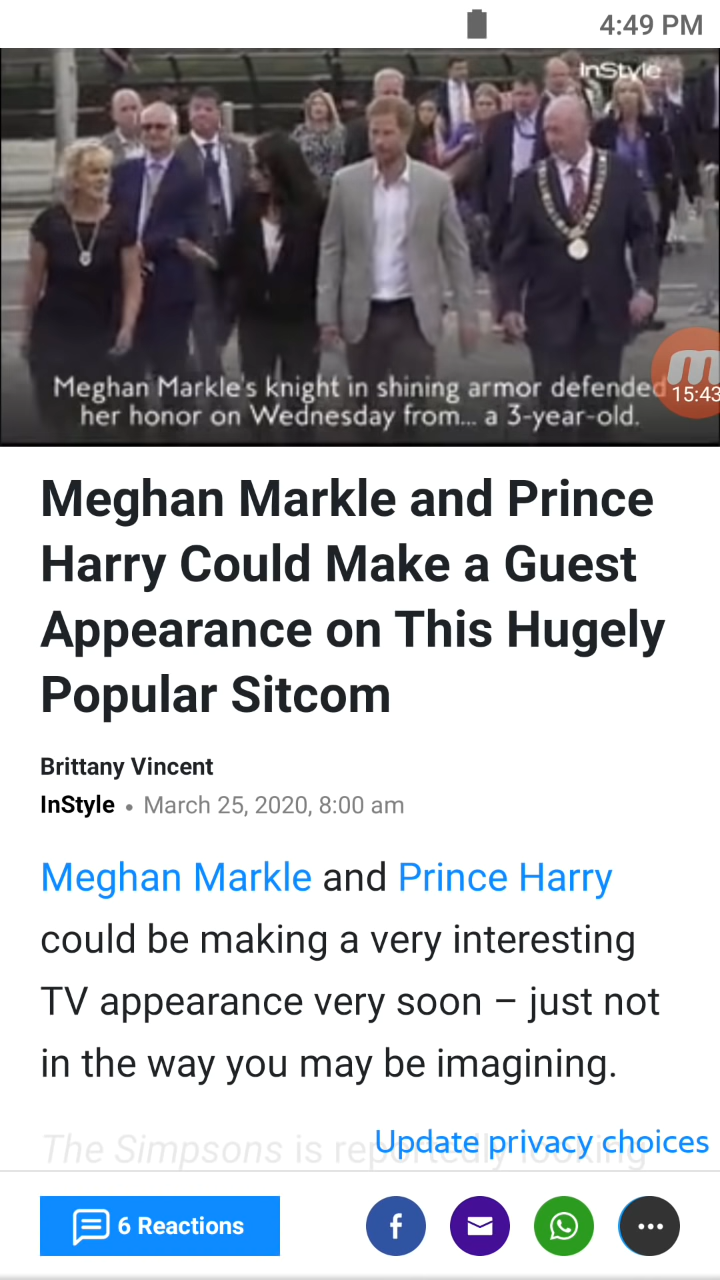 4:49 PM
InStyle
Meghan Markle's knight in shining armor defended
her honor on Wednesday from... a 3-year-old.
15:43
Meghan Markle and Prince
Harry Could Make a Guest
Appearance on This Hugely
Popular Sitcom
Brittany Vincent
InStyle • March 25, 2020, 8:00 am
Meghan Markle and Prince Harry
could be making a very interesting
TV appearance very soon – just not
in the way you may be imagining.
The Simpsons is reportedly looking
Update privacy choices
6 Reactions